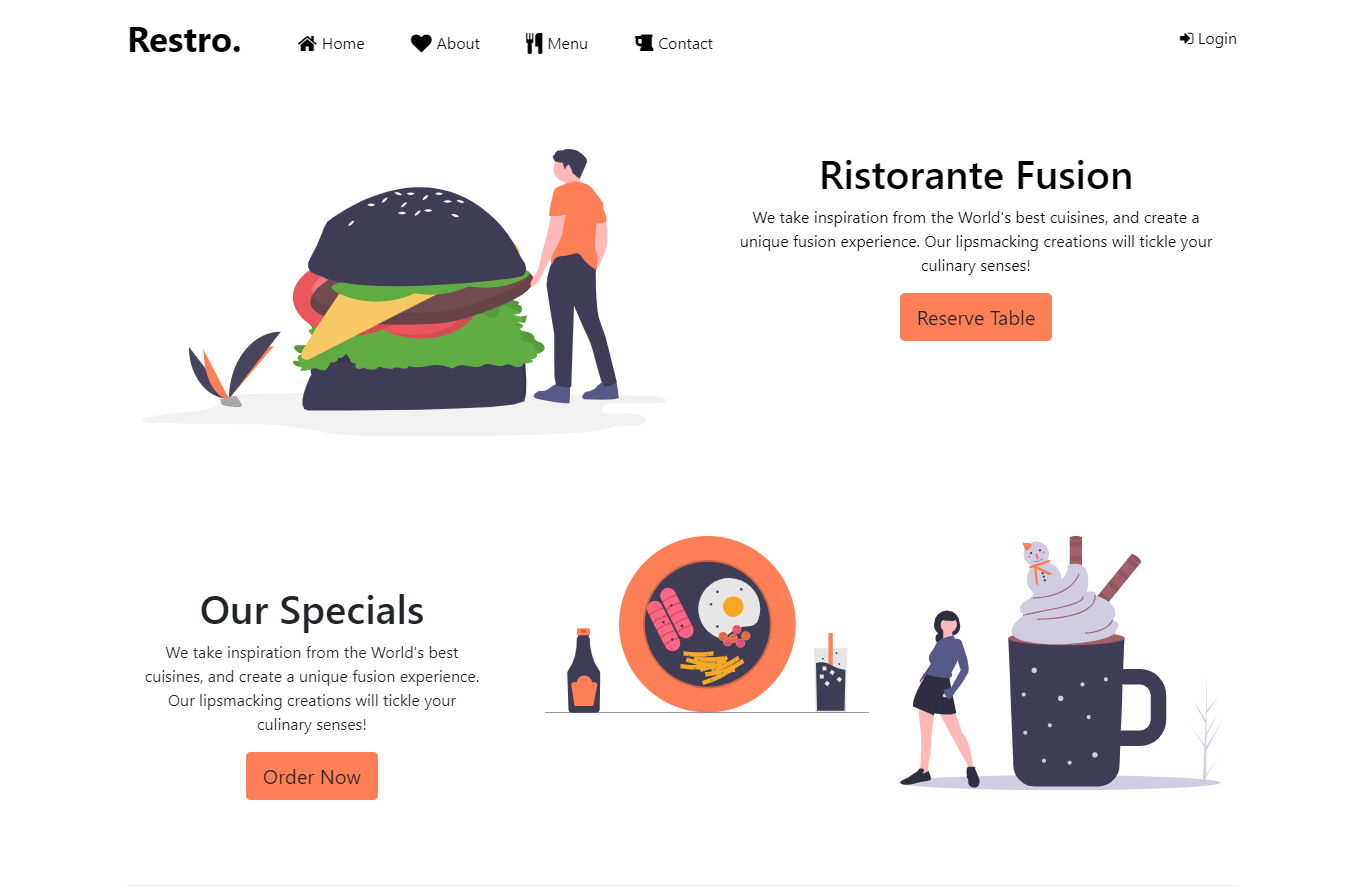 Restro.
Home
About
Menu
Contact
Login
Ristorante Fusion
We take inspiration from the World's best cuisines, and create a
unique fusion experience. Our lipsmacking creations will tickle your
culinary senses!
Reserve Table
Our Specials
We take inspiration from the World's best
cuisines, and create a unique fusion experience.
Our lipsmacking creations will tickle your
culinary senses!
Order Now